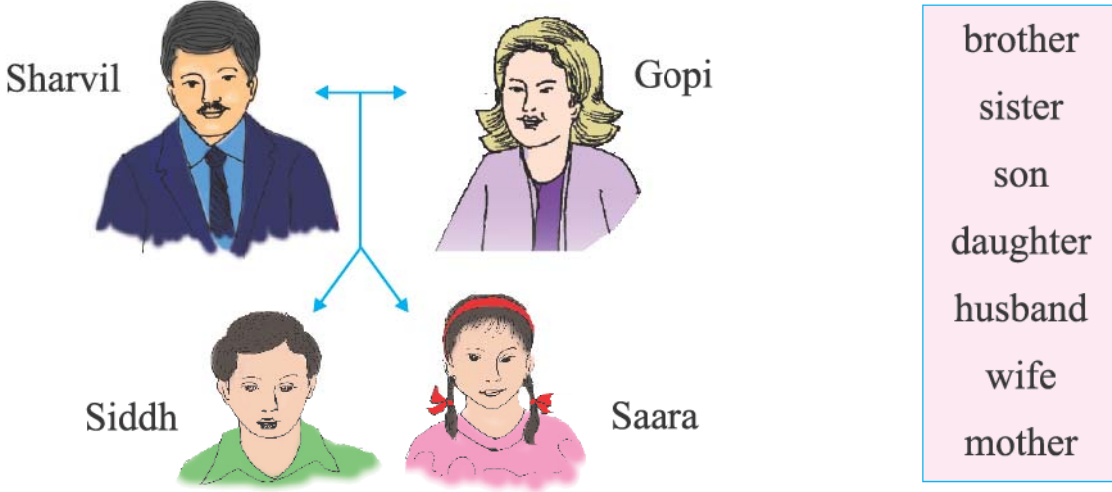 Sharvil
Gopi
Siddh
Saara
brother
sister
son
daughter
husband
wife
mother